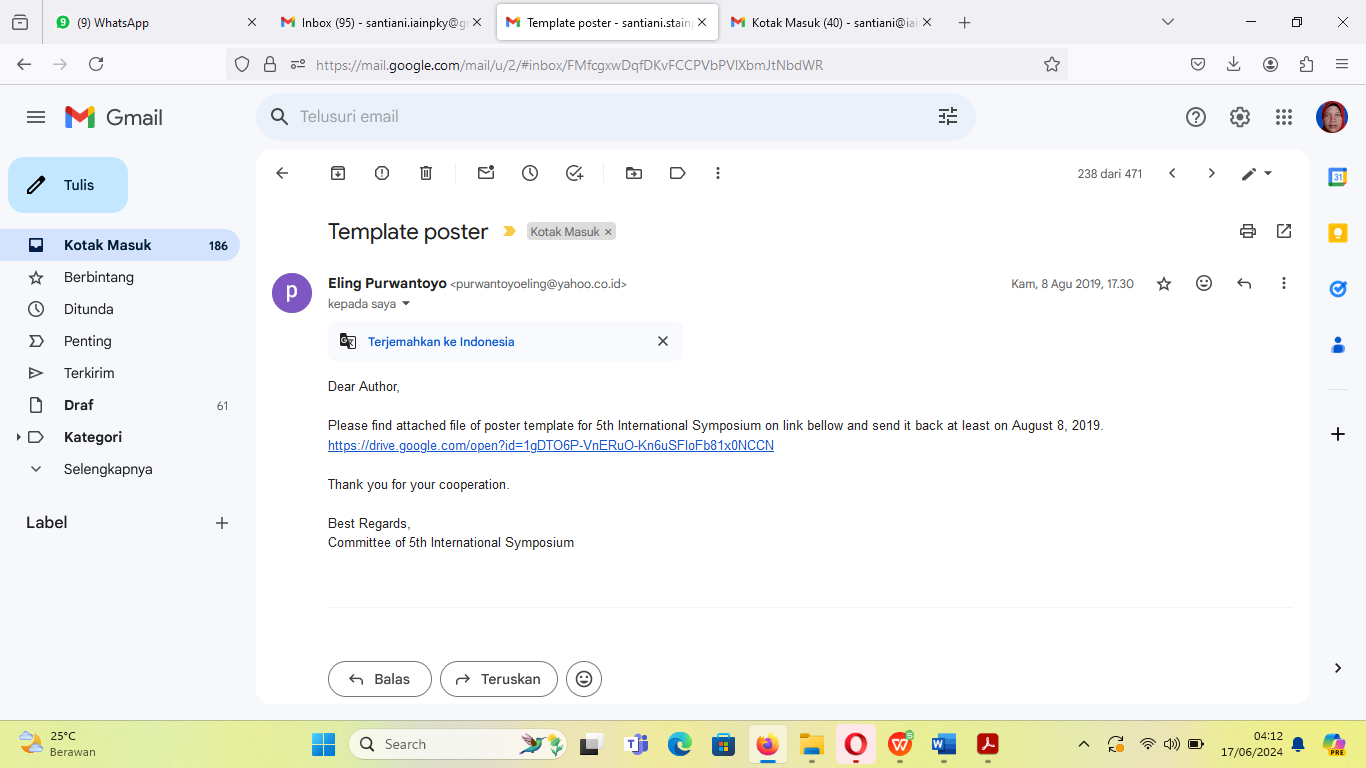 (9) WhatsApp
Inbox (95) - santiani.iainpky@g
Template poster - santiani.stainp
Kotak Masuk (40) - santiani@iai
https://mail.google.com/mail/u/2/#inbox/FMfcgxwDqfDKvFCCPVbPVlXbmJtNbdWR
Gmail
Telusuri email
Tulis
238 dari 471
Kotak Masuk 186
Berbintang
Ditunda
Penting
Terkirim
Draf 61
Kategori
Selengkapnya
Label
Template poster
Kotak Masuk ×
p
Eling Purwantoyo <purwantoyoeling@yahoo.co.id>
Kam, 8 Agu 2019, 17.30
kepada saya
Terjemahkan ke Indonesia
Dear Author,
Please find attached file of poster template for 5th International Symposium on link bellow and send it back at least on August 8, 2019.
https://drive.google.com/open?id=1gDTO6P-VnERuO-Kn6uSFIoFb81x0NCCN
Thank you for your cooperation.
Best Regards,
Committee of 5th International Symposium
Balas
Teruskan
31
25°C
Berawan
Search
04:12
17/06/2024
PRE